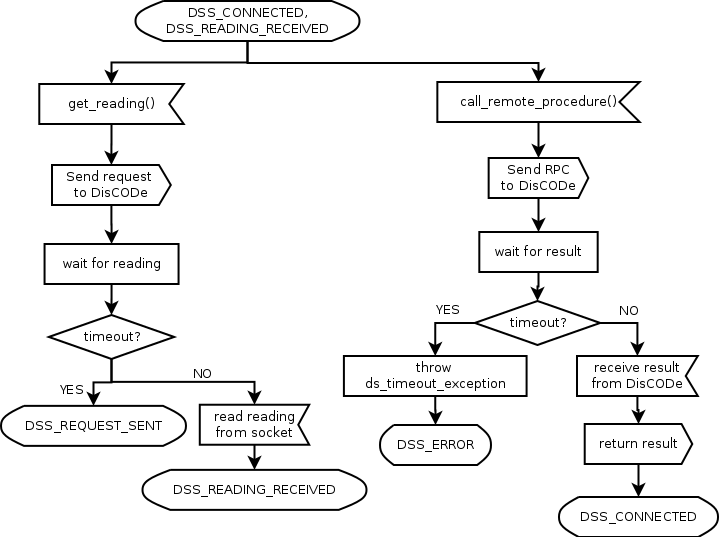 DSS_CONNECTED,
DSS_READING_RECEIVED
get_reading()
call_remote_procedure()
Send request
to DisCODe
Send RPC
to DisCODe
wait for reading
wait for result
timeout?
timeout?
YES
NO
YES
NO
throw
ds_timeout_exception
receive result
from DisCODe
DSS_REQUEST_SENT
read reading
from socket
DSS_ERROR
return result
DSS_READING_RECEIVED
DSS_CONNECTED